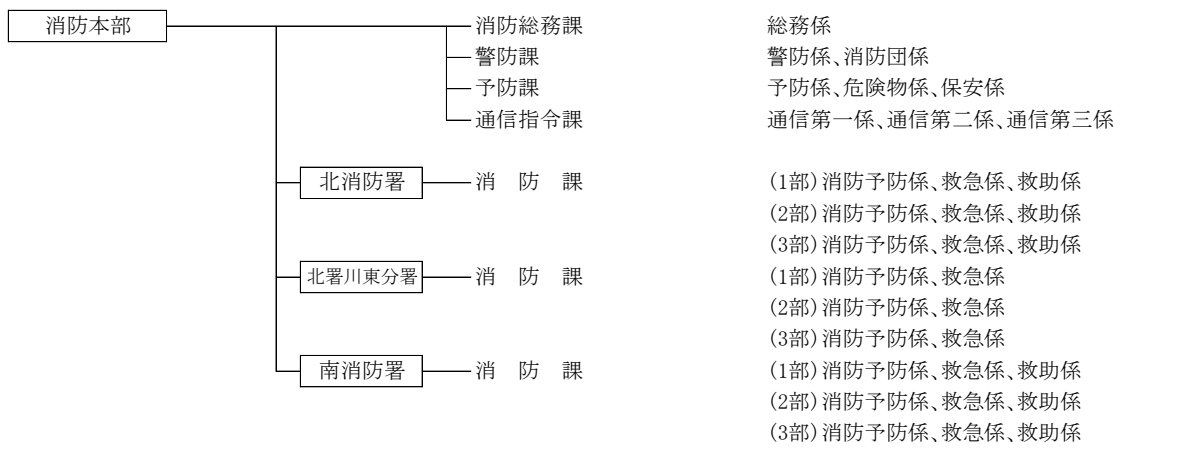 消防本部 消防総務課 総務係
警防課 警防係、消防団係
予防課 予防係、危険物係、保安係
通信指令課 通信第一係、通信第二係、通信第三係
北消防署 消防課 (1部)消防予防係、救急係、救助係
(2部)消防予防係、救急係、救助係
(3部)消防予防係、救急係、救助係
北署川東分署 消防課 (1部)消防予防係、救急係
(2部)消防予防係、救急係
(3部)消防予防係、救急係
南消防署 消防課 (1部)消防予防係、救急係、救助係
(2部)消防予防係、救急係、救助係
(3部)消防予防係、救急係、救助係